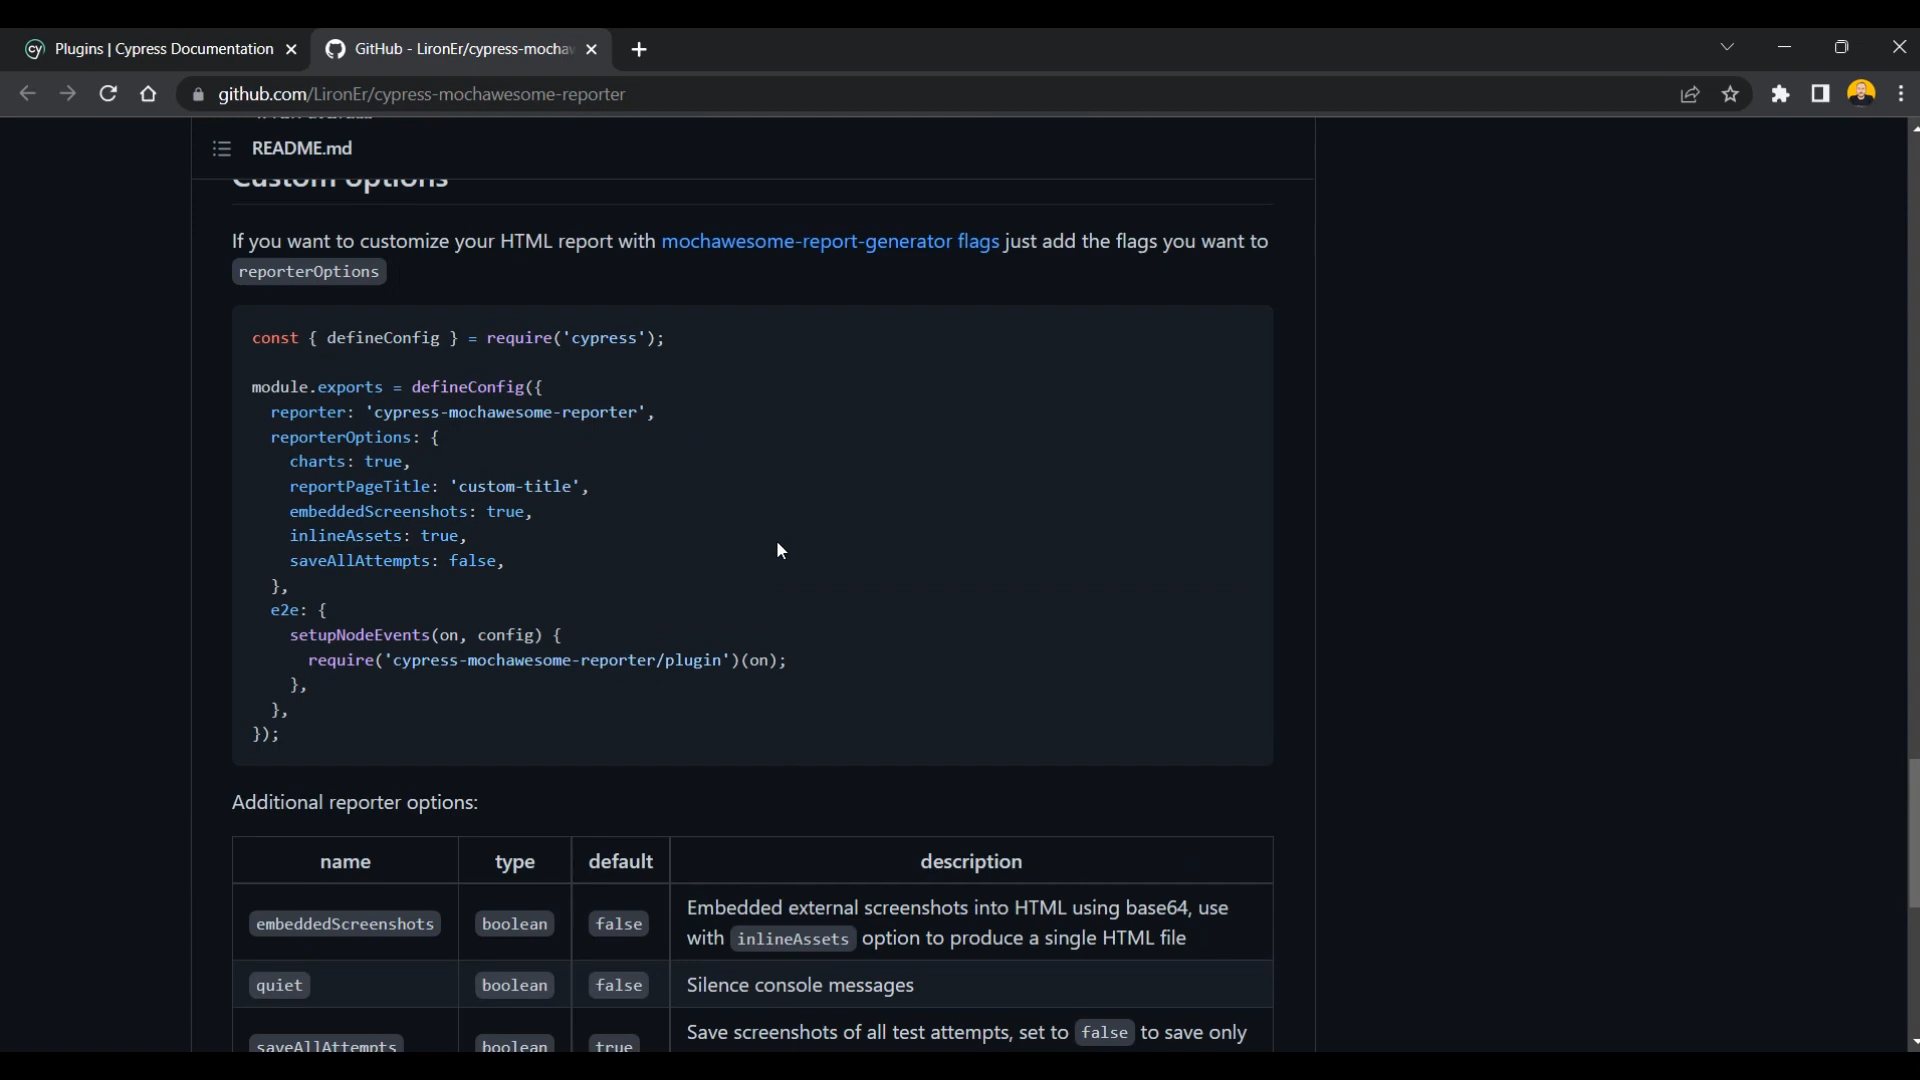 Plugins | Cypress Documentation
GitHub - LironEr/cypress-mochaw
github.com/LironEr/cypress-mochawesome-reporter
README.md
Custom options
If you want to customize your HTML report with mochawesome-report-generator flags just add the flags you want to
reporterOptions
const { defineConfig } = require('cypress');
module.exports = defineConfig({
reporter: 'cypress-mochawesome-reporter',
reporterOptions: {
charts: true,
reportPageTitle: 'custom-title',
embeddedScreenshots: true,
inlineAssets: true,
saveAllAttempts: false,
},
e2e: {
setupNodeEvents(on, config) {
require('cypress-mochawesome-reporter/plugin')(on);
},
},
});
Additional reporter options:
name type default description
embeddedScreenshots boolean false Embedded external screenshots into HTML using base64, use
with inlineAssets option to produce a single HTML file
quiet boolean false Silence console messages
saveAllAttempts boolean true Save screenshots of all test attempts, set to false to save only